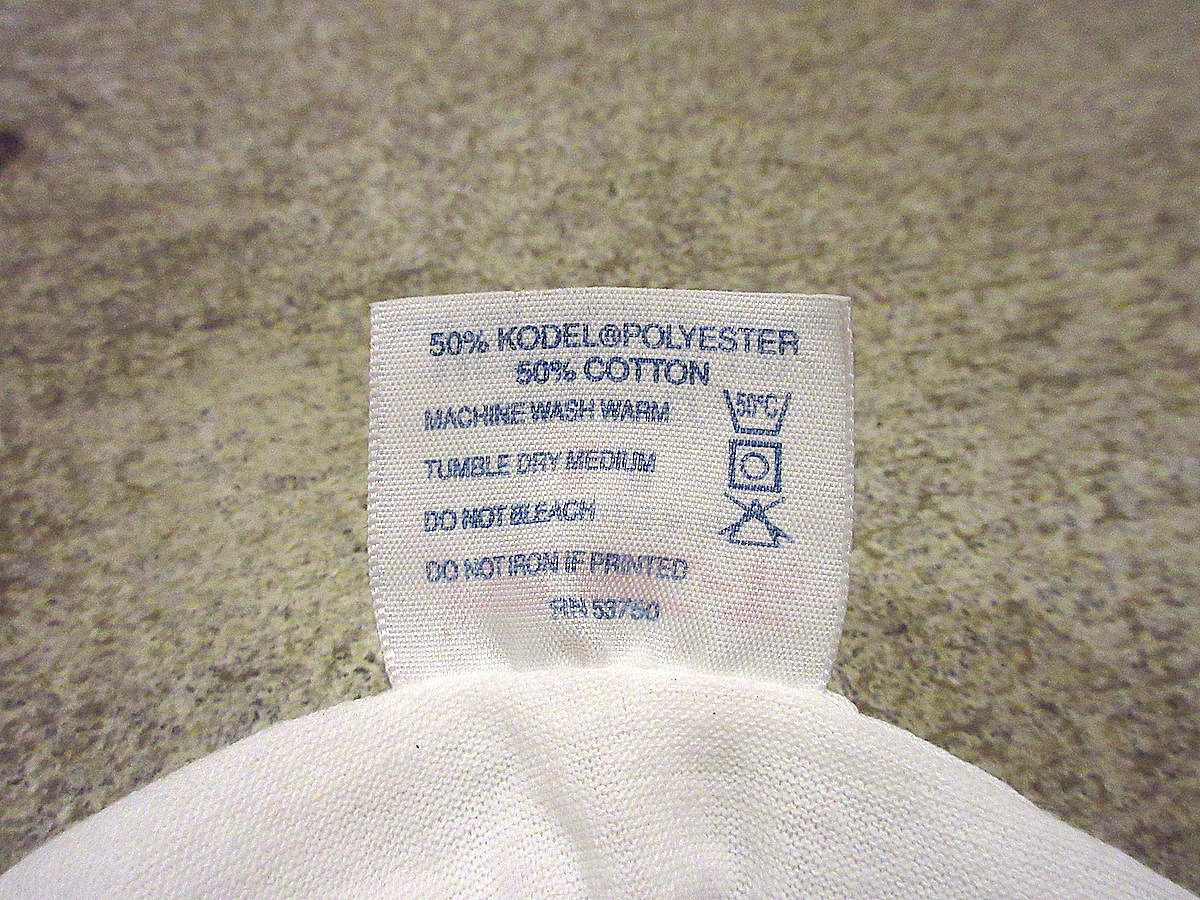 50% KODEL®POLYESTER
50% COTTON
MACHINE WASH WARM
50°C
TUMBLE DRY MEDIUM
DO NOT BLEACH
DO NOT IRON IF PRINTED
RN 53750